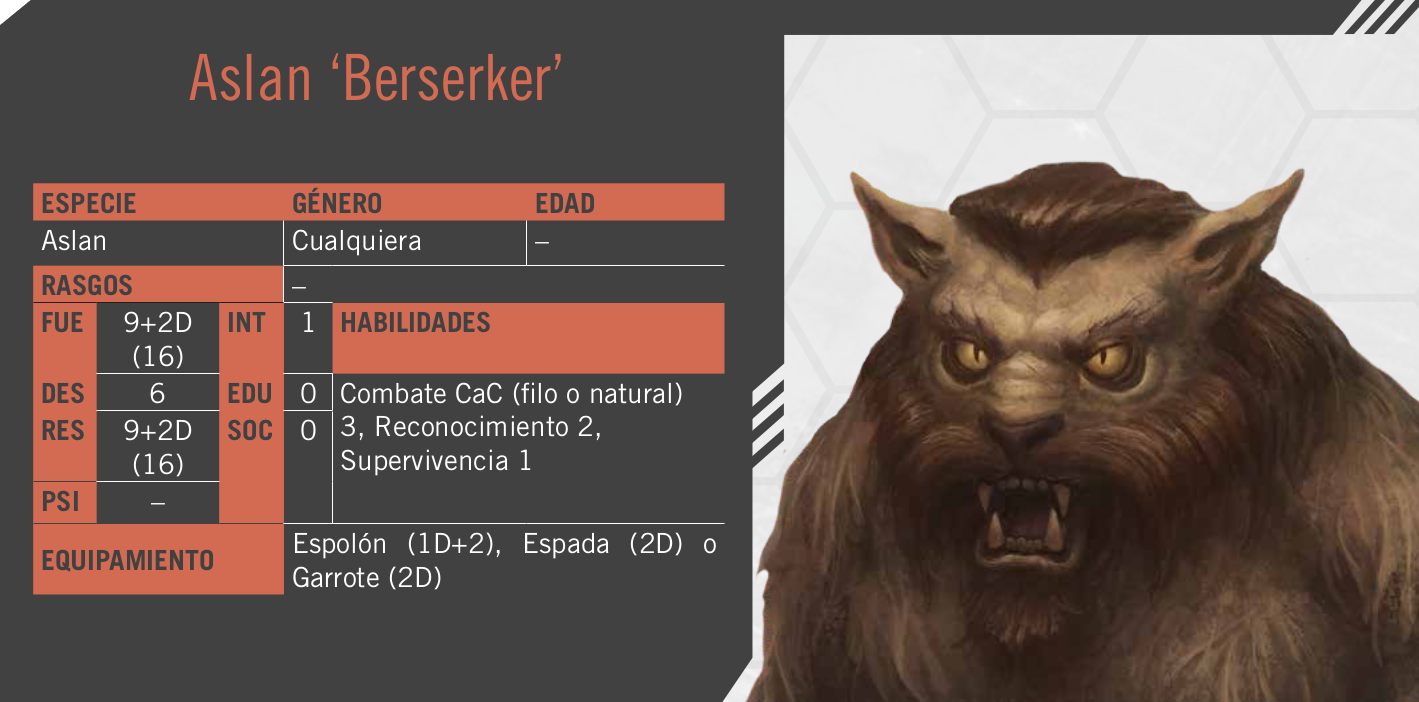 Aslan ‘Berserker’
ESPECIE GÉNERO EDAD
Aslan Cualquiera –
RASGOS –
FUE 9+2D (16) INT 1 HABILIDADES
DES 6 EDU 0 Combate CaC (filo o natural)
RES 9+2D (16) SOC 0 3, Reconocimiento 2,
Supervivencia 1
PSI –
EQUIPAMIENTO Espolón (1D+2), Espada (2D) o
Garrote (2D)